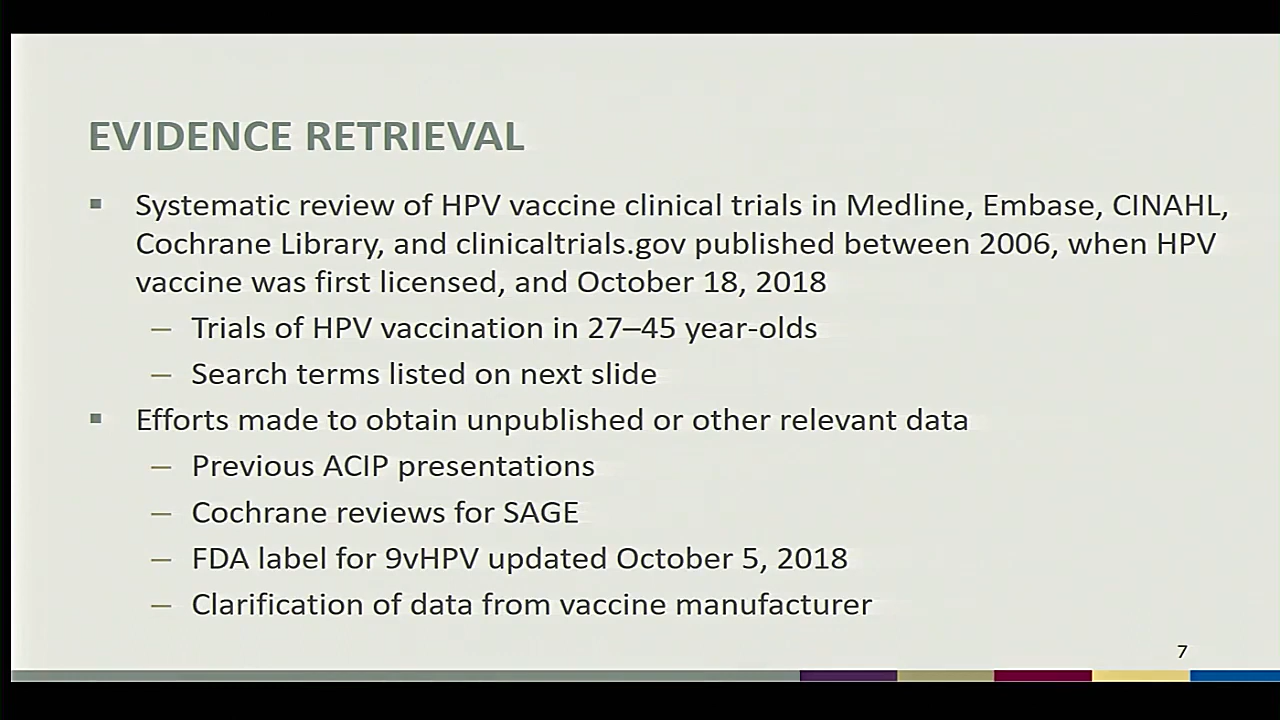 EVIDENCE RETRIEVAL
▪ Systematic review of HPV vaccine clinical trials in Medline, Embase, CINAHL,
Cochrane Library, and clinicaltrials.gov published between 2006, when HPV
vaccine was first licensed, and October 18, 2018
– Trials of HPV vaccination in 27–45 year-olds
– Search terms listed on next slide
▪ Efforts made to obtain unpublished or other relevant data
– Previous ACIP presentations
– Cochrane reviews for SAGE
– FDA label for 9vHPV updated October 5, 2018
– Clarification of data from vaccine manufacturer
7